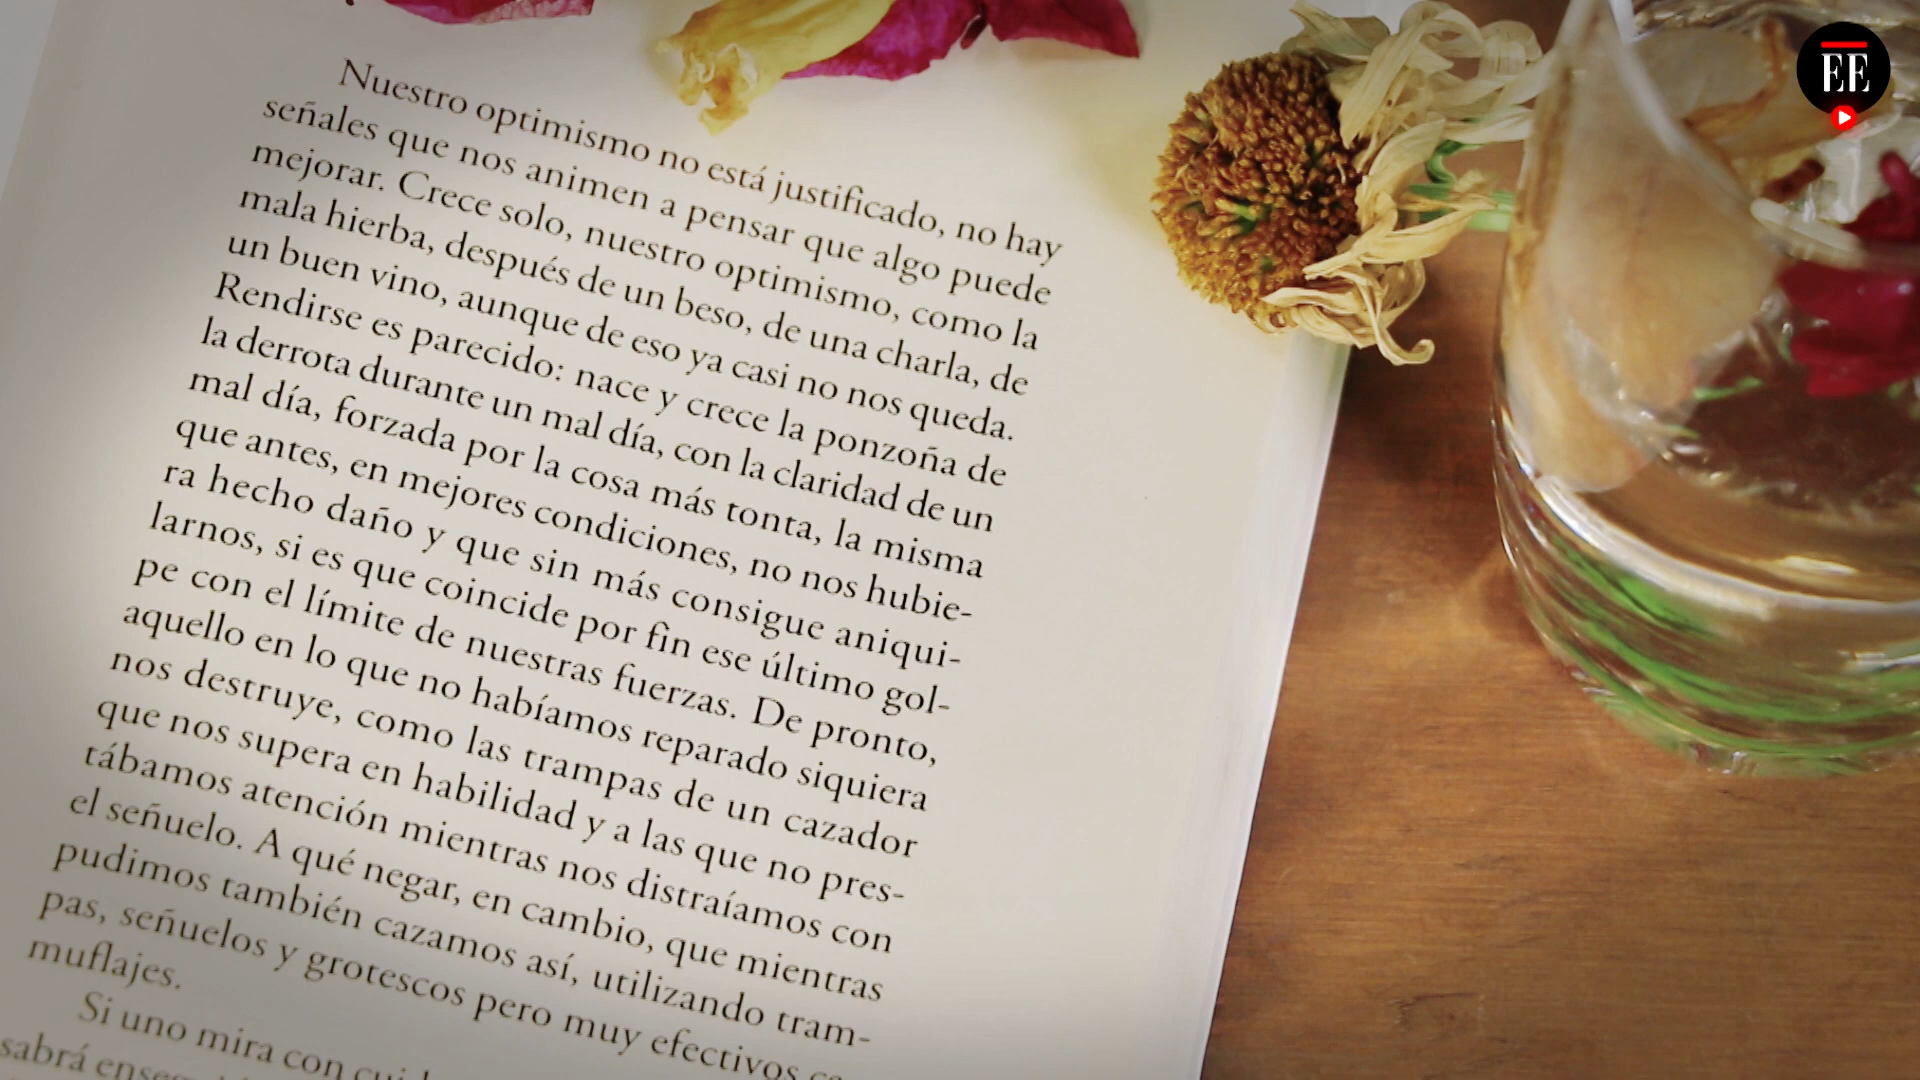 Nuestro optimismo no está justificado, no hay
señales que nos animen a pensar que algo puede
mejorar. Crece solo, nuestro optimismo, como la
mala hierba, después de un beso, de una charla, de
un buen vino, aunque de eso ya casi no nos queda.
Rendirse es parecido: nace y crece la ponzoña de
la derrota durante un mal día, con la claridad de un
mal día, forzada por la cosa más tonta, la misma
que antes, en mejores condiciones, no nos hubie-
ra hecho daño y que sin más consigue aniqui-
larnos, si es que coincide por fin ese último gol-
pe con el límite de nuestras fuerzas. De pronto,
aquello en lo que no habíamos reparado siquiera
nos destruye, como las trampas de un cazador
que nos supera en habilidad y a las que no pres-
tábamos atención mientras nos distraíamos con
el señuelo. A qué negar, en cambio, que mientras
pudimos también cazamos así, utilizando tram-
pas, señuelos y grotescos pero muy efectivos
muflajes.
Si uno mira con
sabrá
EE